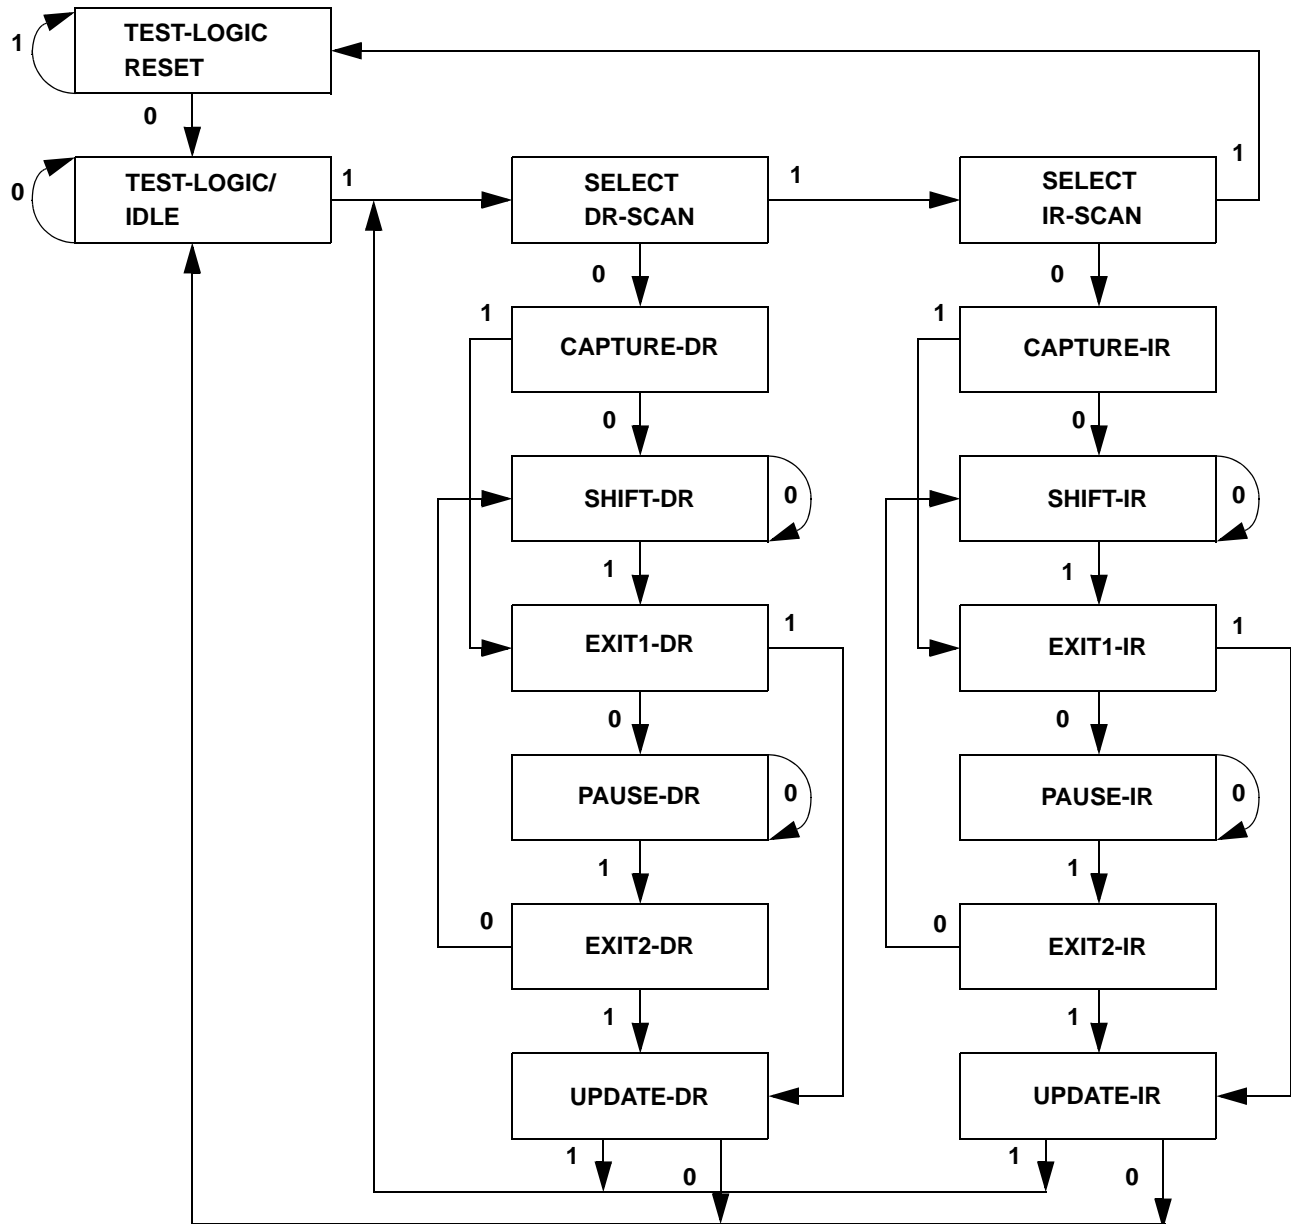 1
TEST-LOGIC
RESET
0
0
TEST-LOGIC/
IDLE
1
SELECT
DR-SCAN
1
SELECT
IR-SCAN
1
0
0
1
CAPTURE-DR
1
CAPTURE-IR
0
0
SHIFT-DR
0
SHIFT-IR
0
1
1
EXIT1-DR
1
EXIT1-IR
1
0
0
PAUSE-DR
0
PAUSE-IR
0
1
1
0
EXIT2-DR
0
EXIT2-IR
1
1
UPDATE-DR
UPDATE-IR
1
0
1
0